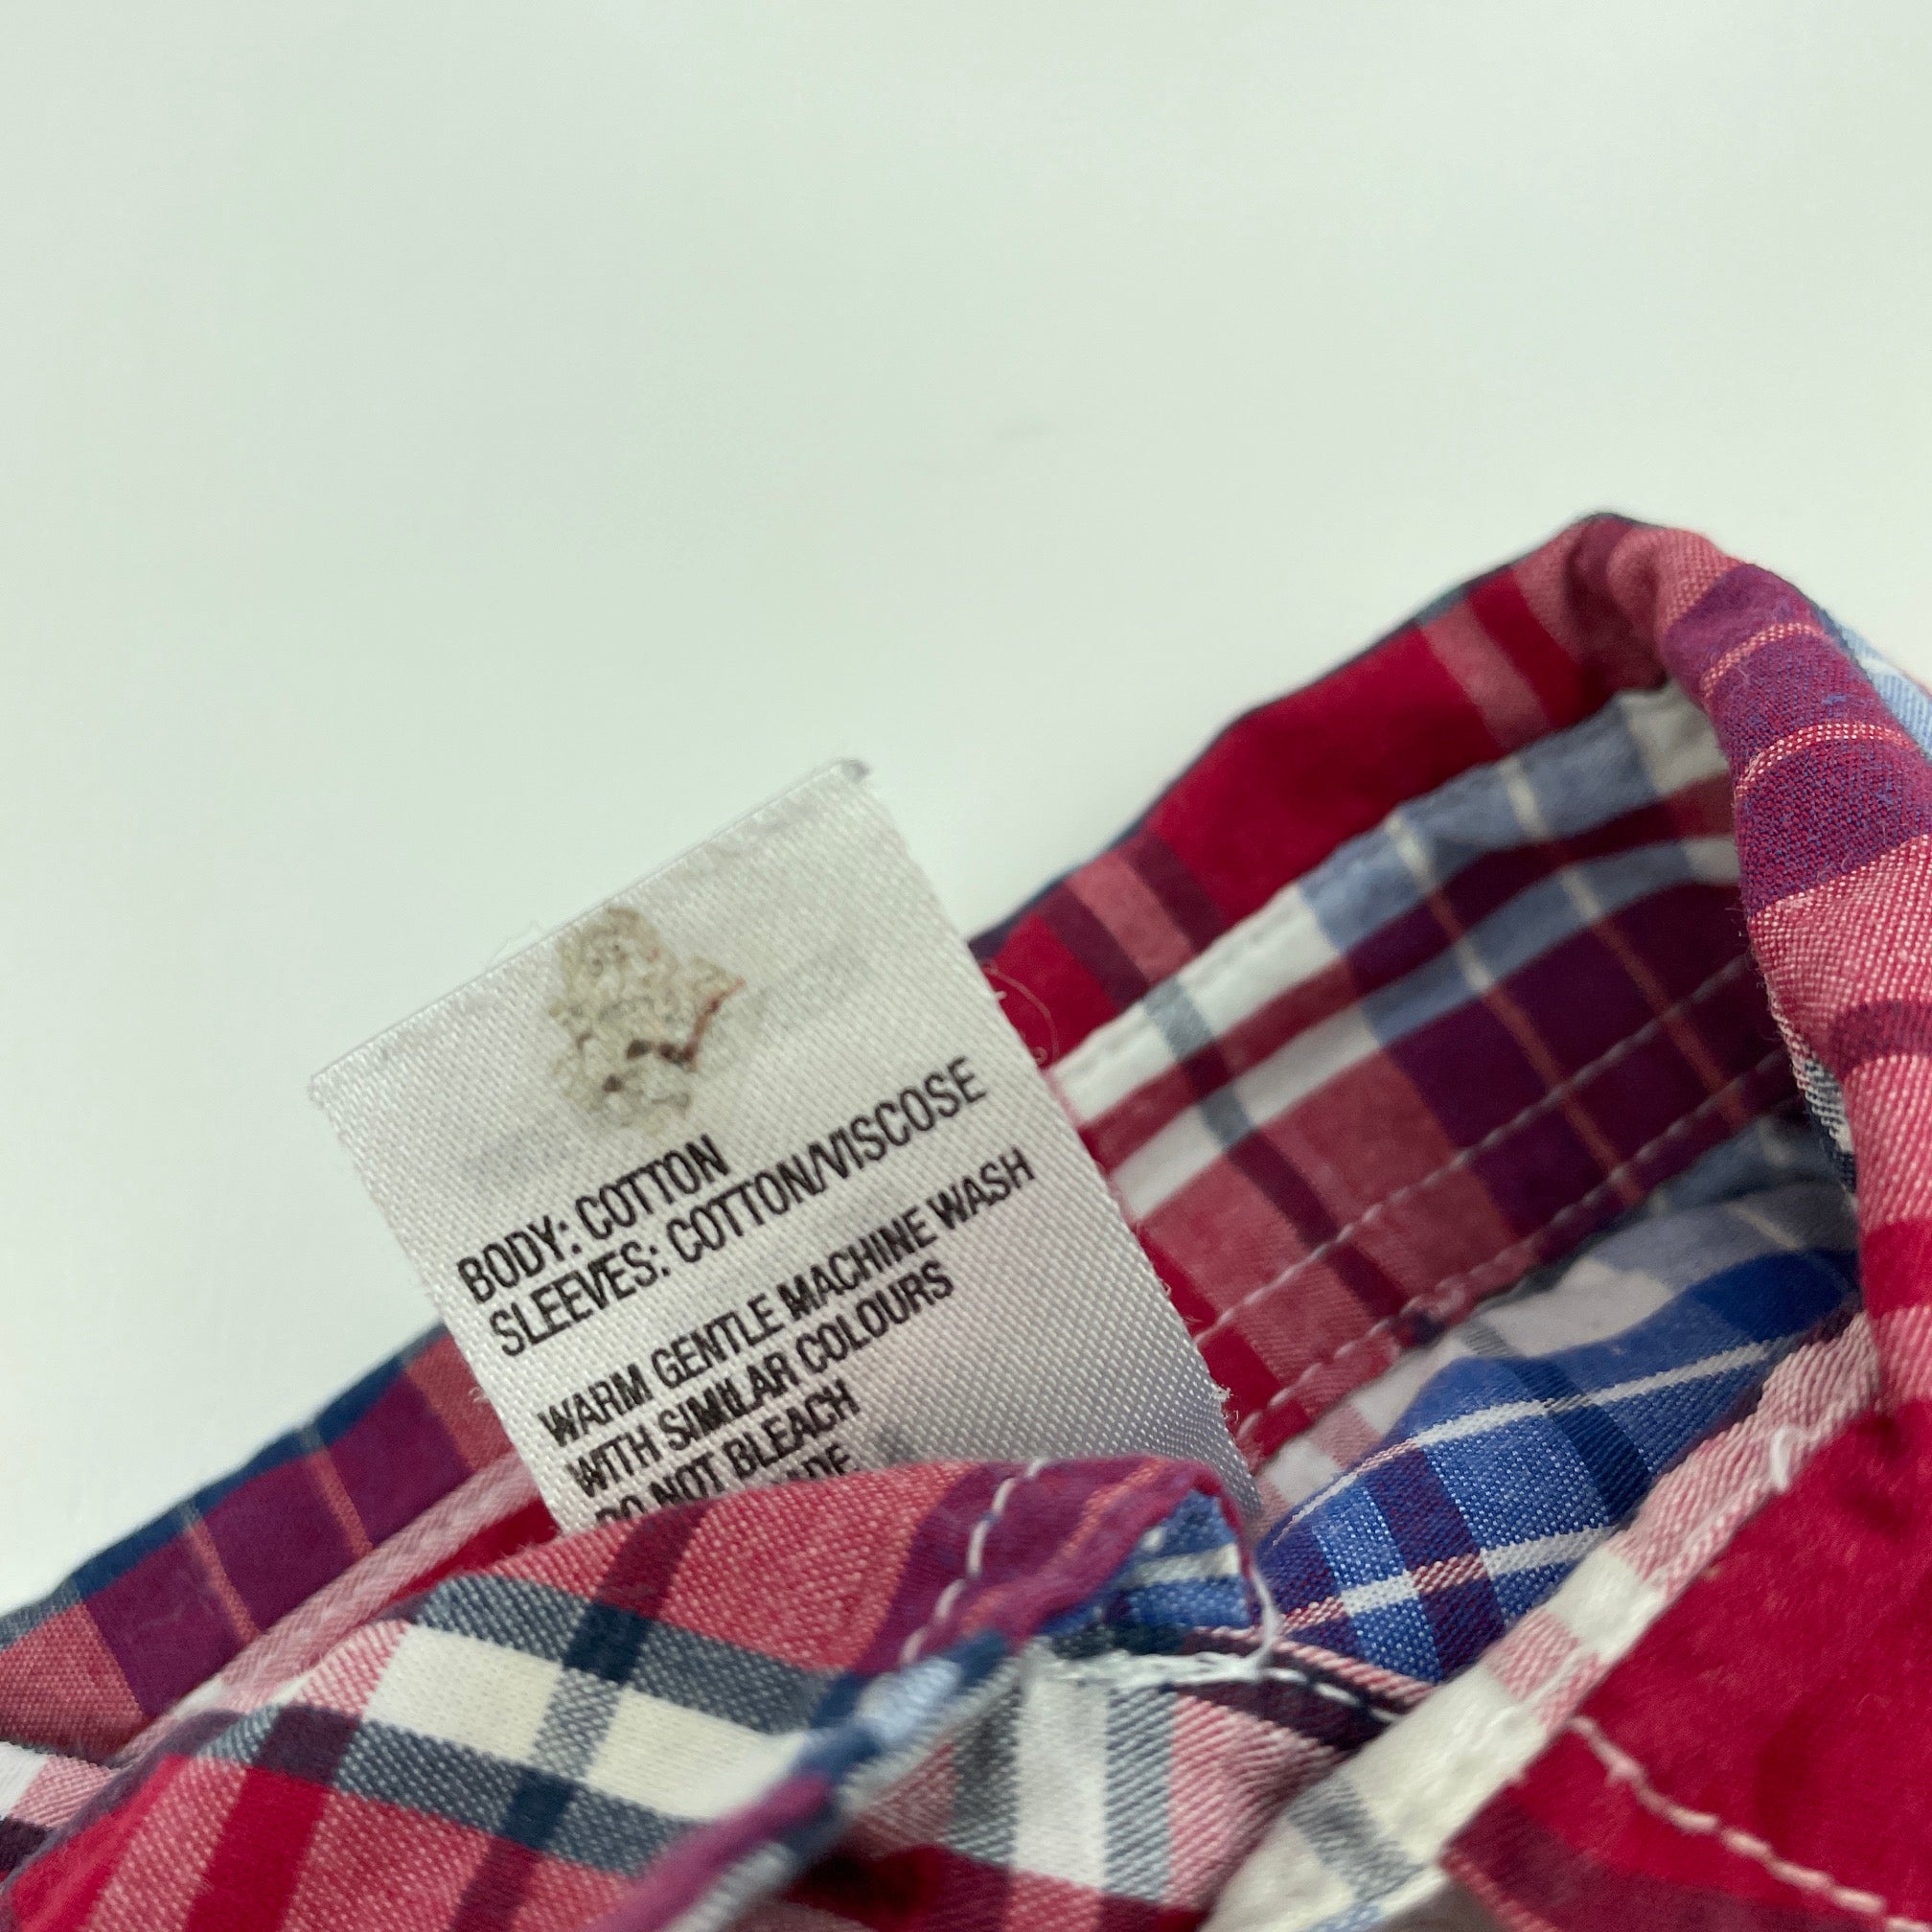 BODY: COTTON
SLEEVES: COTTON/VISCOSE
WARM GENTLE MACHINE WASH
WITH SIMILAR COLOURS
DO NOT BLEACH